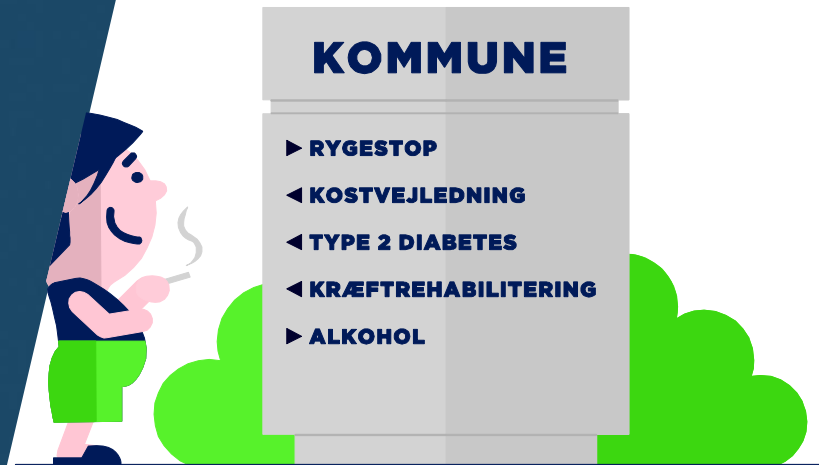 KOMMUNE
► RYGESTOP
◄ KOSTVEJLEDNING
◄ TYPE 2 DIABETES
◄ KRÆFTREHABILITERING
► ALKOHOL